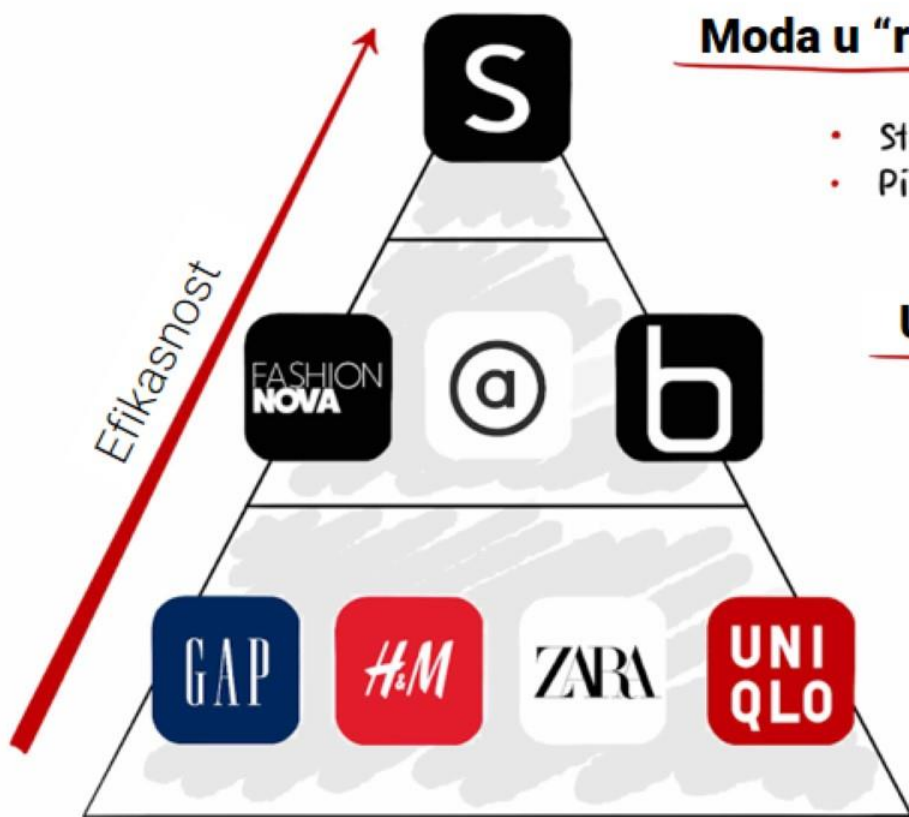 S
Moda u “r
St
Pi
Efikasnost
U
FASHION
NOVA
a
b
GAP
H&M
ZARA
UNI
QLO